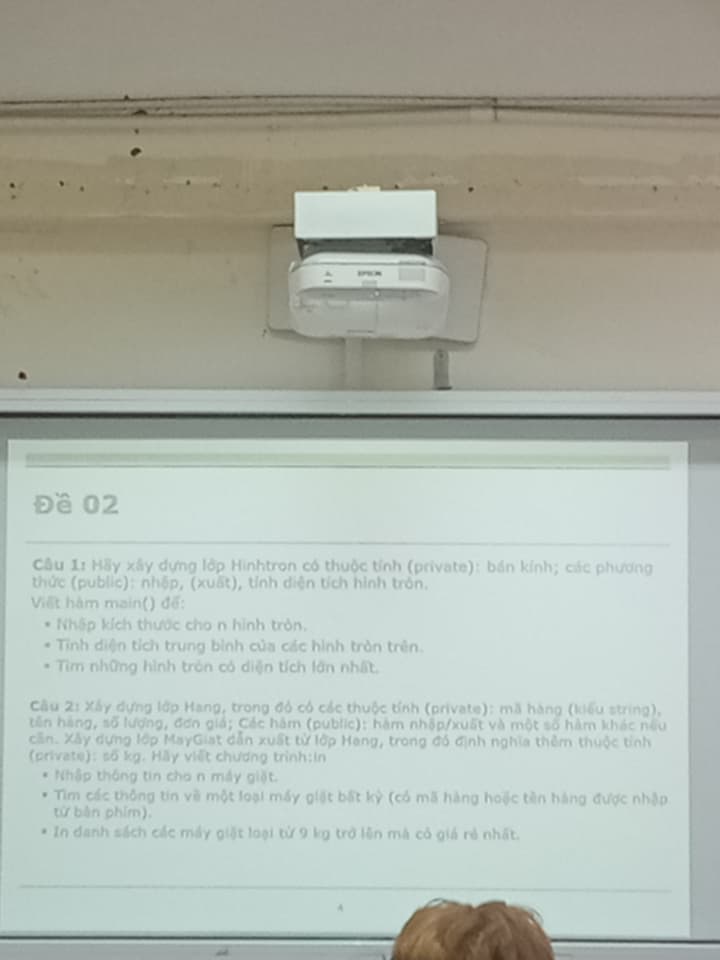 EPSON
Đề 02
Câu 1: Hãy xây dựng lớp Hinhtron có thuộc tính (private): bán kính; các phương
thức (public): nhập, (xuất), tính diện tích hình tròn.
Viết hàm main() để:
• Nhập kích thước cho n hình tròn.
• Tính diện tích trung bình của các hình tròn trên.
• Tìm những hình tròn có diện tích lớn nhất.
Câu 2: Xây dựng lớp Hang, trong đó có các thuộc tính (private): mã hàng (kiểu string),
tên hàng, số lượng, đơn giá; Các hàm (public): hàm nhập/xuất và một số hàm khác nếu
cần. Xây dựng lớp MayGiat dẫn xuất từ lớp Hang, trong đó định nghĩa thêm thuộc tính
(private): số kg. Hãy viết chương trình:in
• Nhập thông tin cho n máy giặt.
• Tìm các thông tin về một loại máy giặt bất kỳ (có mã hàng hoặc tên hàng được nhập
từ bàn phím).
• In danh sách các máy giặt loại từ 9 kg trở lên mà có giá rẻ nhất.
4